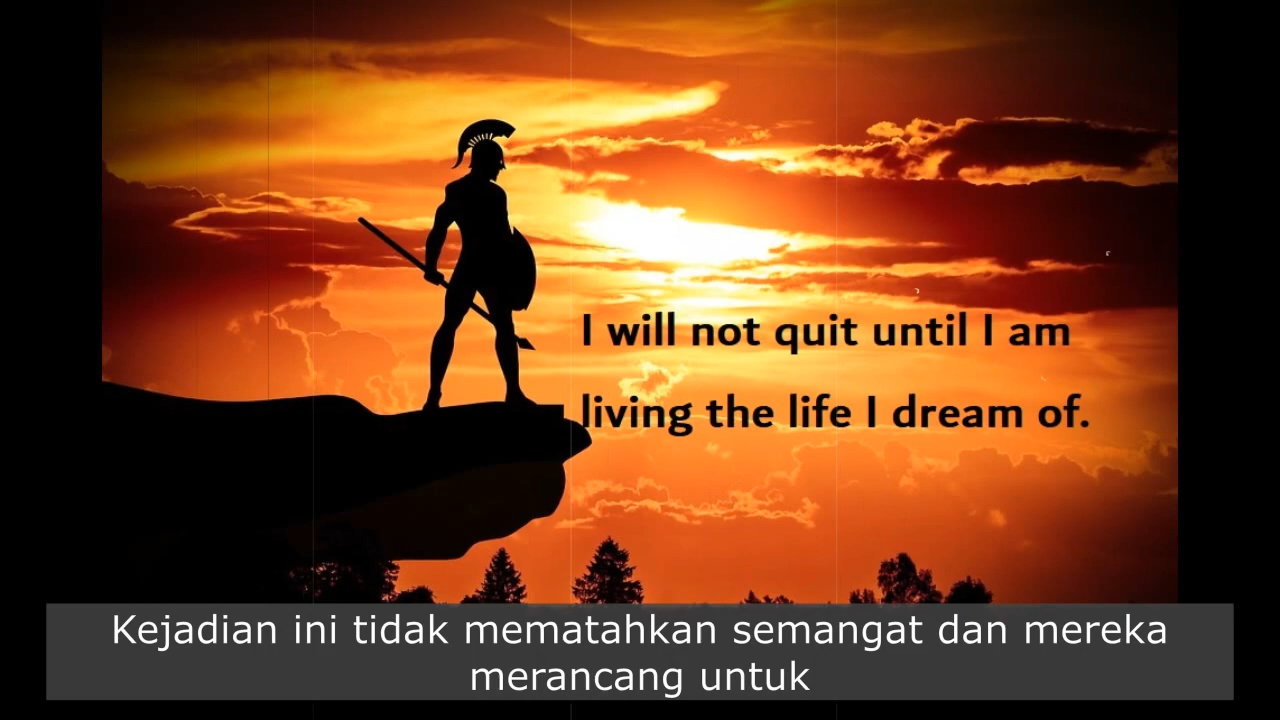 I will not quit until I am
living the life I dream of.
Kejadian ini tidak mematahkan semangat dan mereka
merancang untuk